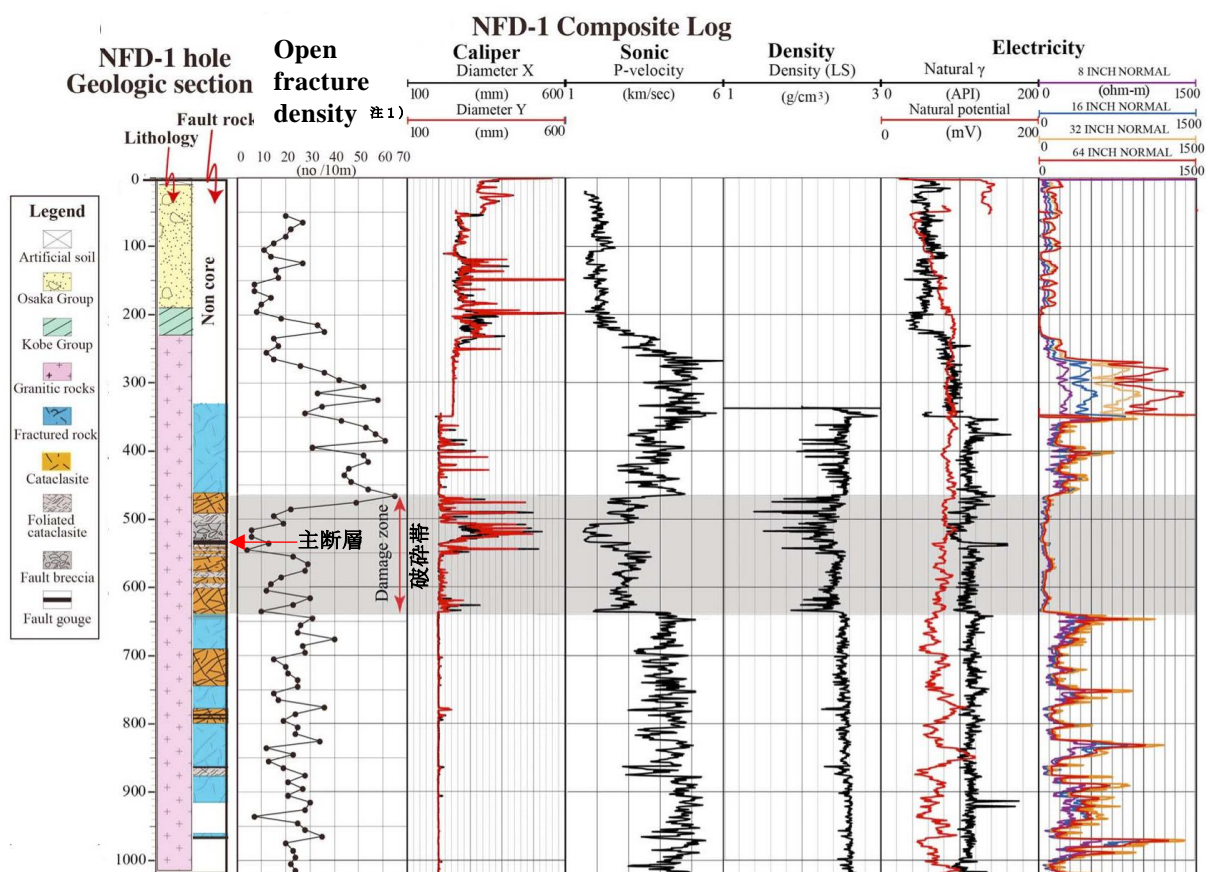 NFD-1 Composite Log
NFD-1 hole
Geologic section
Open
fracture
density 注１）
Caliper
Diameter X
100 (mm) 600
Diameter Y
100 (mm) 600
Sonic
P-velocity
1 (km/sec) 6
Density
Density (LS)
1 (g/cm³) 3
Electricity
Natural γ
0 (API) 200
Natural potential
0 (mV) 200
8 INCH NORMAL
0 (ohm-m) 1500
16 INCH NORMAL
0 1500
32 INCH NORMAL
0 1500
64 INCH NORMAL
0 1500
Fault rock
Lithology
0 10 20 30 50 60 70
(no /10m)
0
100
200
300
400
500
600
700
800
900
1000
Non core
主断層
Damage zone
破砕帯
Legend
Artificial soil
Osaka Group
Kobe Group
Granitic rocks
Fractured rock
Cataclasite
Foliated
cataclasite
Fault breccia
Fault gouge